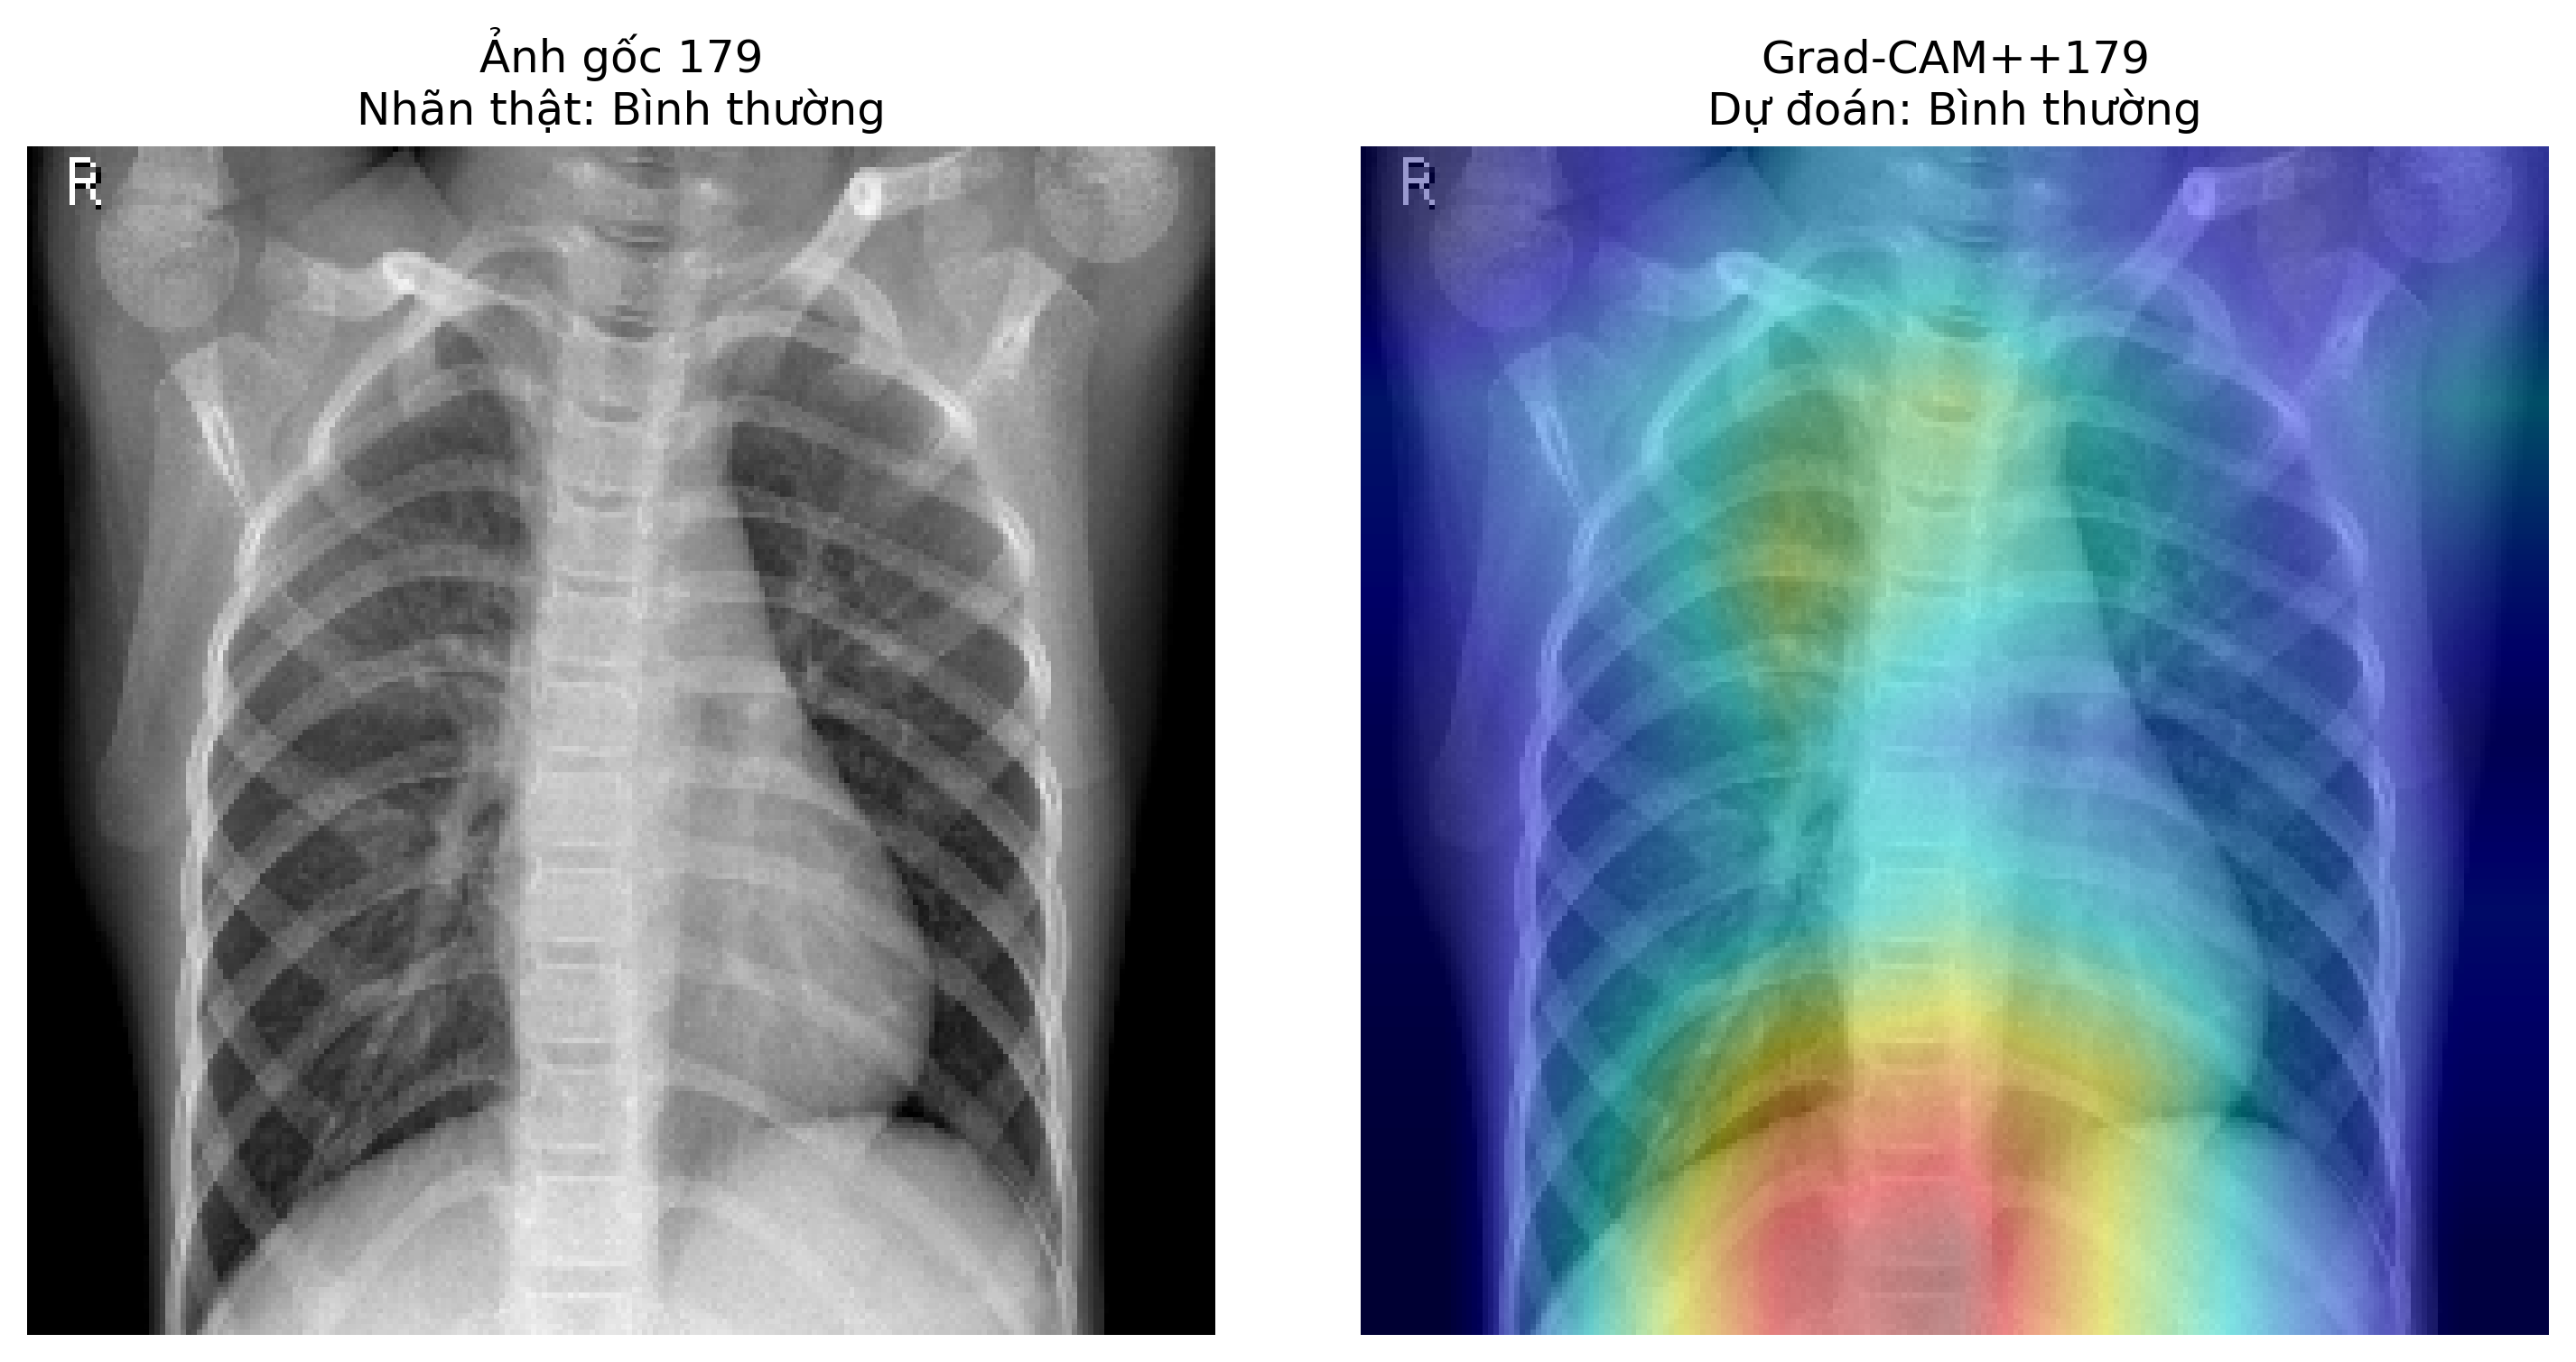 Ảnh gốc 179
Nhãn thật: Bình thường
Grad-CAM++179
Dự đoán: Bình thường
R
R